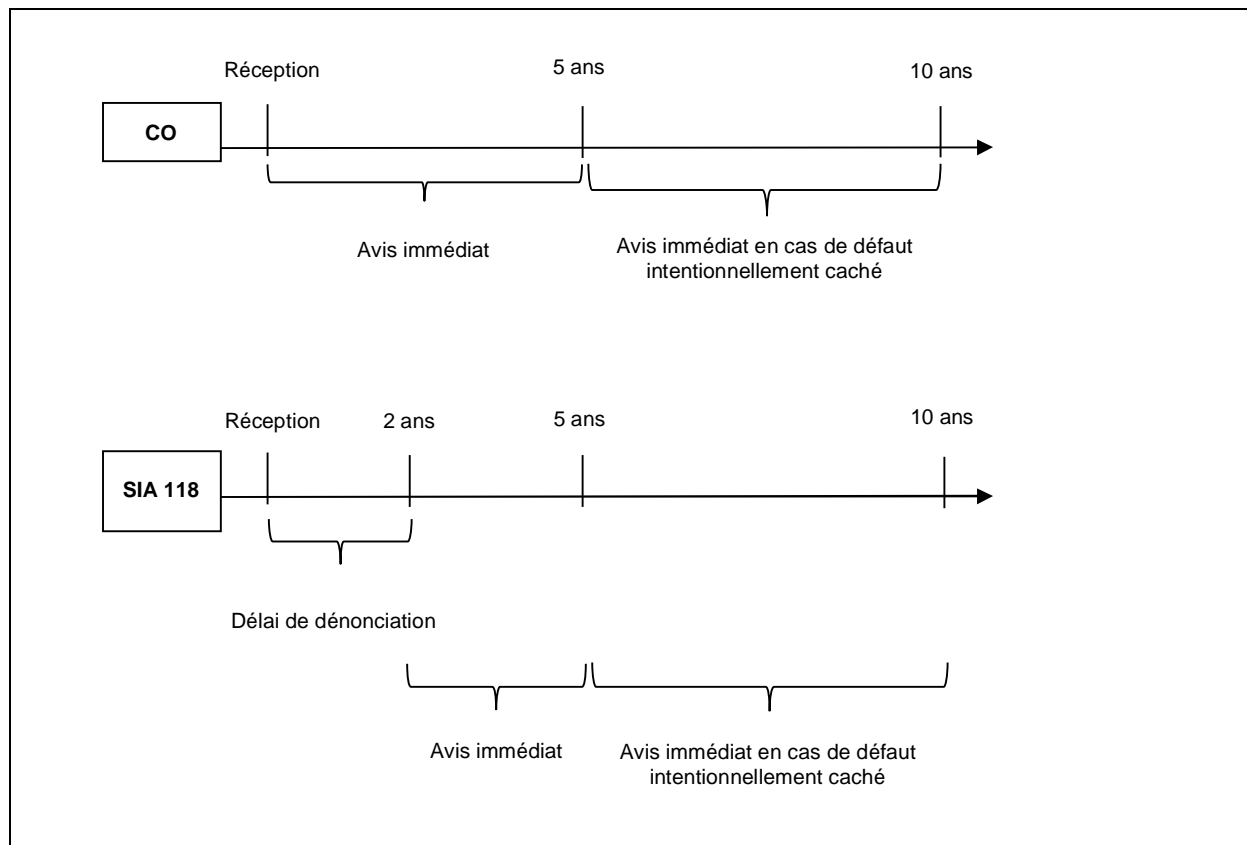 Réception 5 ans 10 ans
CO
Avis immédiat
Avis immédiat en cas de défaut
intentionnellement caché
Réception 2 ans 5 ans 10 ans
SIA 118
Délai de dénonciation
Avis immédiat
Avis immédiat en cas de défaut
intentionnellement caché